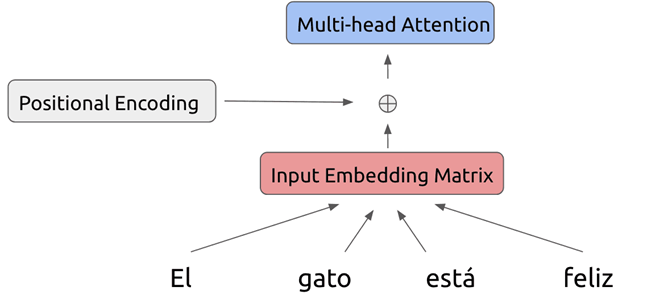 Multi-head Attention
Positional Encoding
Input Embedding Matrix
El gato está feliz